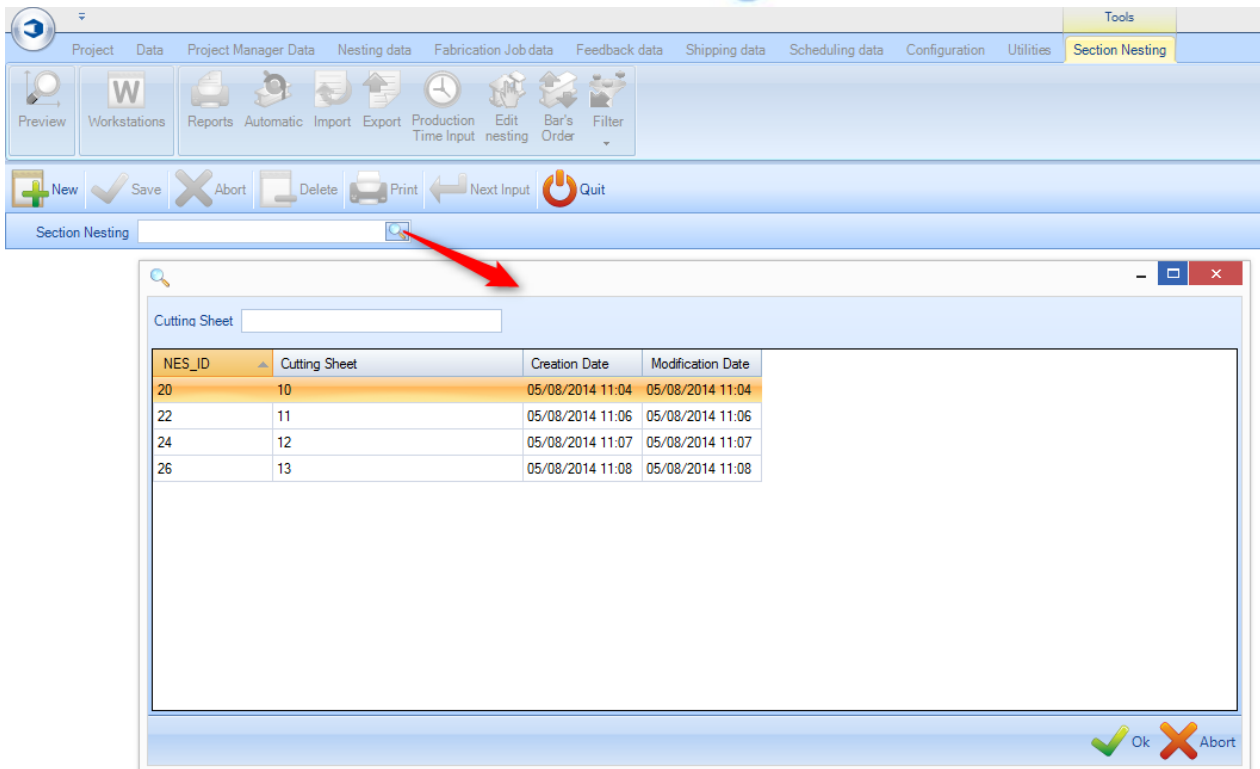 Tools
Project Data Project Manager Data Nesting data Fabrication Job data Feedback data Shipping data Scheduling data Configuration Utilities Section Nesting
W
Preview Workstations Reports Automatic Import Export Production Edit Bar's Filter
Time Input nesting Order
New Save Abort Delete Print Next Input Quit
Section Nesting
Cutting Sheet
NES_ID Cutting Sheet Creation Date Modification Date
20 10 05/08/2014 11:04 05/08/2014 11:04
22 11 05/08/2014 11:06 05/08/2014 11:06
24 12 05/08/2014 11:07 05/08/2014 11:07
26 13 05/08/2014 11:08 05/08/2014 11:08
Ok Abort